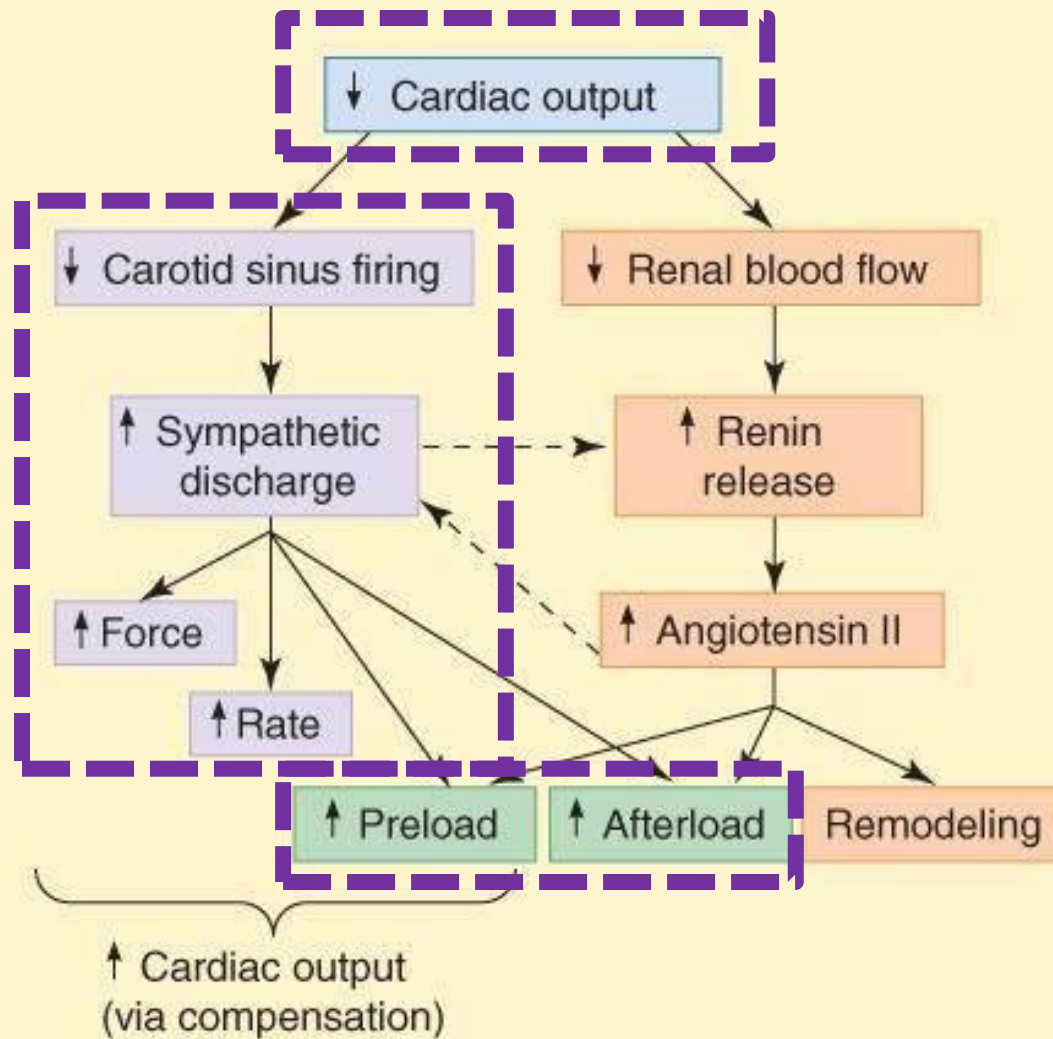 ↓ Cardiac output
↓ Carotid sinus firing
↓ Renal blood flow
↑ Sympathetic
discharge
↑ Renin
release
↑ Force
↑ Angiotensin II
↑ Rate
↑ Preload
↑ Afterload
Remodeling
↑ Cardiac output
(via compensation)